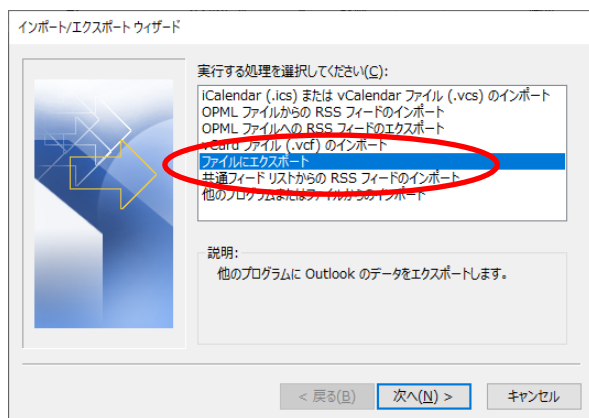 インポート/エクスポート ウィザード
実行する処理を選択してください(C):
iCalendar (.ics) または vCalendar ファイル (.vcs) のインポート
OPML ファイルからの RSS フィードのインポート
OPML ファイルへの RSS フィードのエクスポート
vCard ファイル (.vcf) のインポート
ファイルにエクスポート
共通フィード リストからの RSS フィードのインポート
他のプログラムまたはファイルからのインポート
説明:
他のプログラムに Outlook のデータをエクスポートします。
< 戻る(B)
次へ(N) >
キャンセル